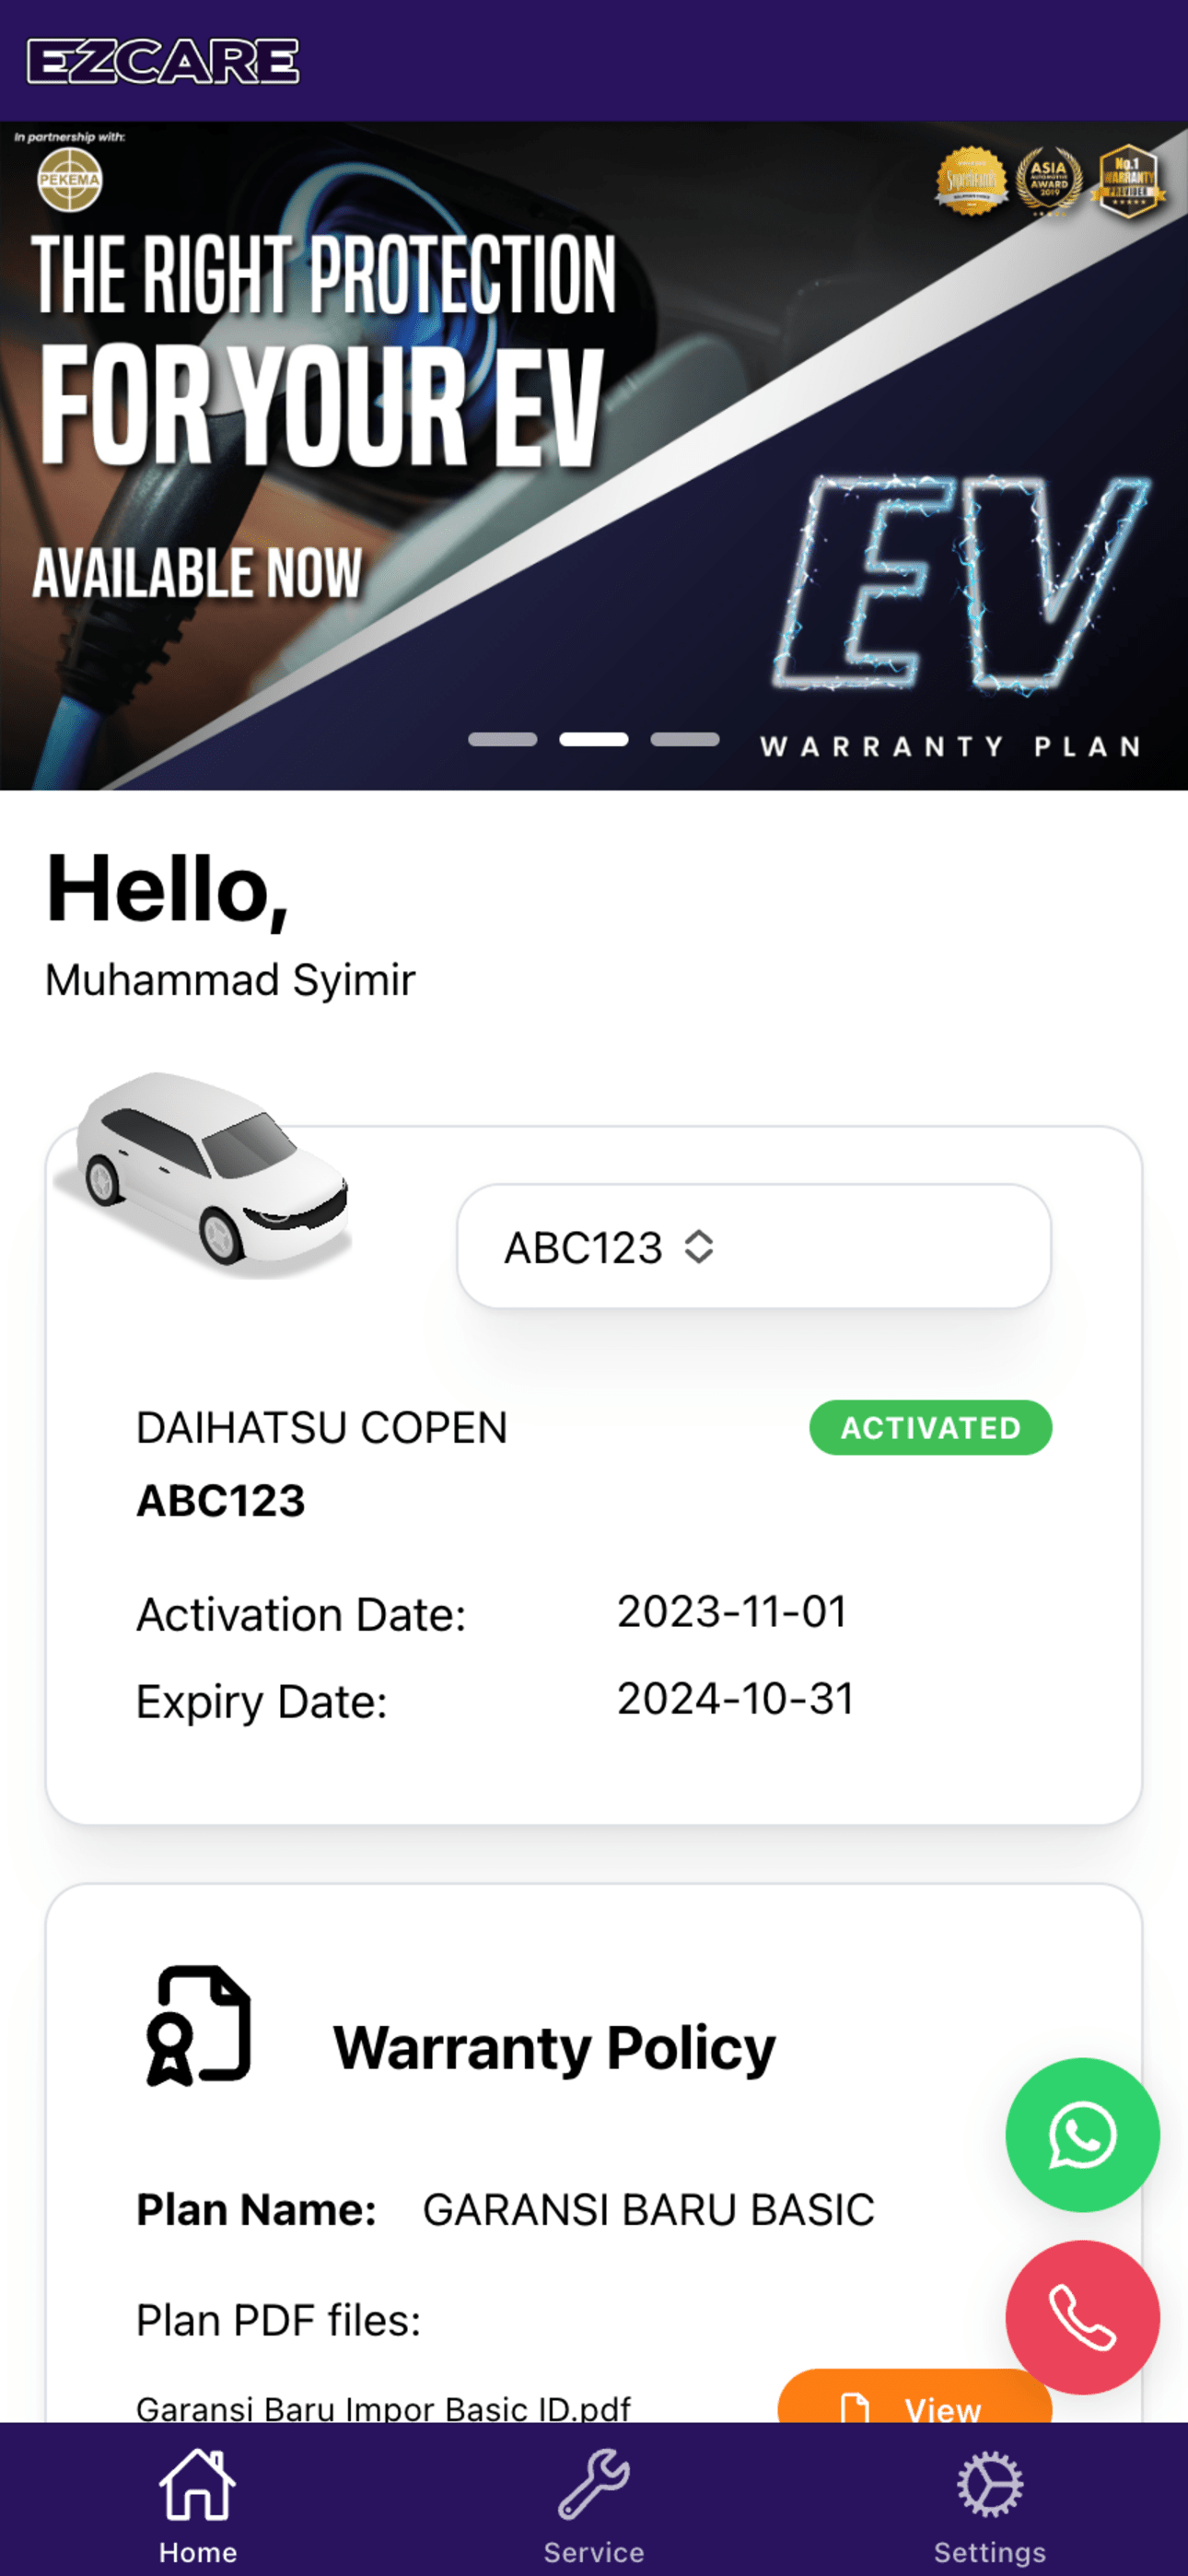 EZCARE
In partnership with:
PEKEMA
ASIA
AUTOMOTIVE
AWARD
2019
No.1
WARRANTY
PROVIDER
THE RIGHT PROTECTION
FOR YOUR EV
AVAILABLE NOW
EV
WARRANTY PLAN
Hello,
Muhammad Syimir
ABC123
DAIHATSU COPEN
ACTIVATED
ABC123
Activation Date: 2023-11-01
Expiry Date: 2024-10-31
Warranty Policy
Plan Name: GARANSI BARU BASIC
Plan PDF files:
Garansi Baru Impor Basic ID.pdf
View
Home
Service
Settings